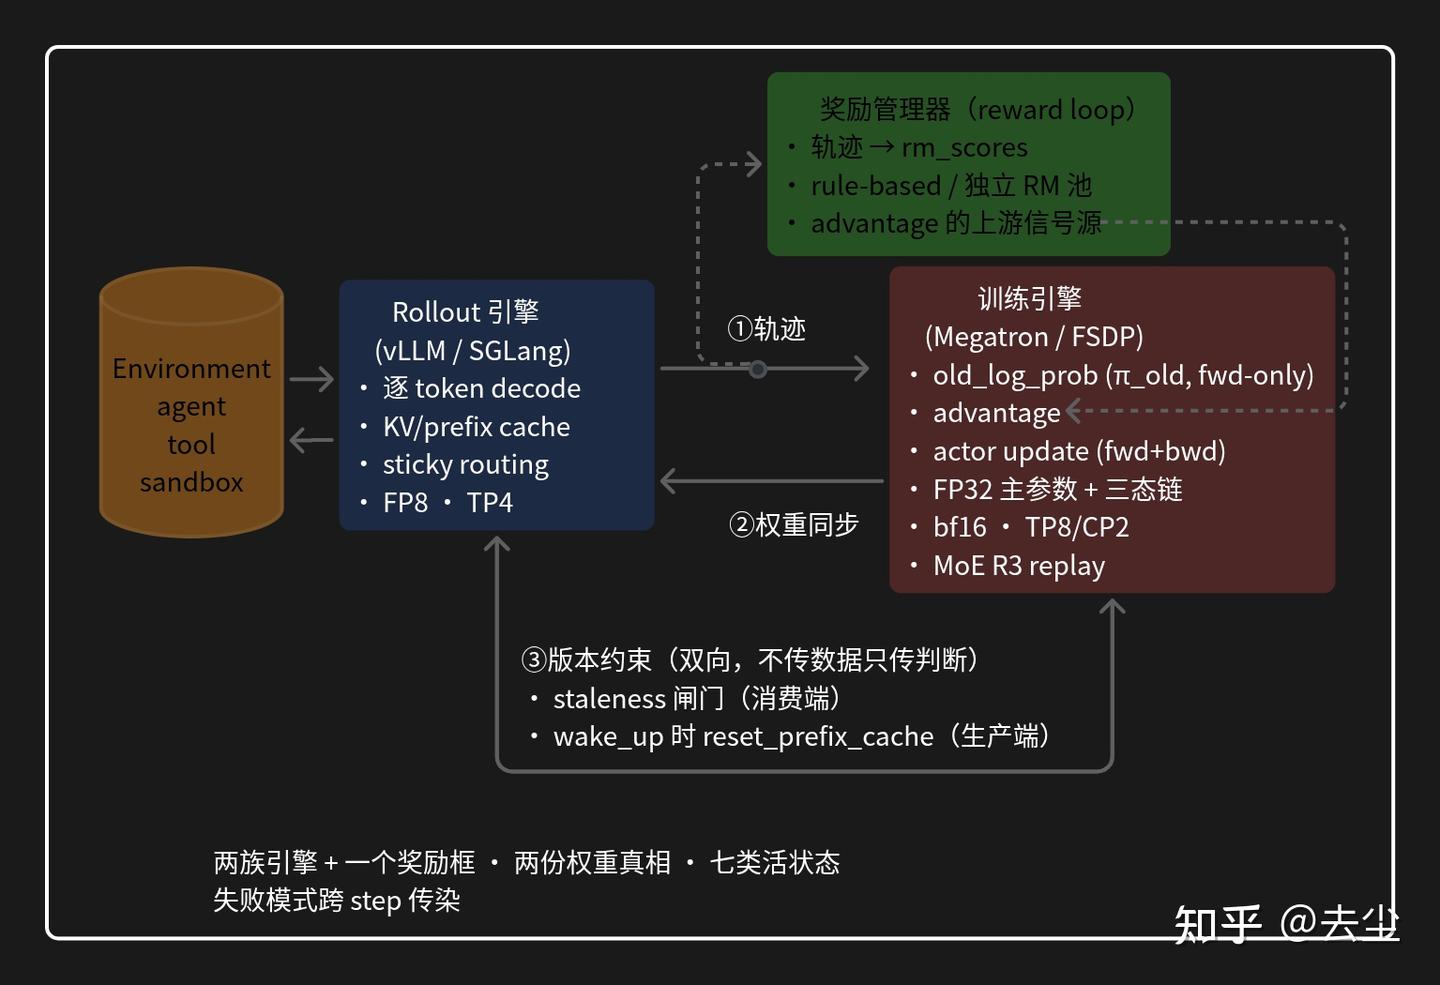 奖励管理器（reward loop）
• 轨迹 → rm_scores
• rule-based / 独立 RM 池
• advantage 的上游信号源
Environment
agent
tool
sandbox
Rollout 引擎
(vLLM / SGLang)
• 逐 token decode
• KV/prefix cache
• sticky routing
• FP8 • TP4
①轨迹
②权重同步
训练引擎
(Megatron / FSDP)
• old_log_prob (π_old, fwd-only)
• advantage
• actor update (fwd+bwd)
• FP32 主参数 + 三态链
• bf16 • TP8/CP2
• MoE R3 replay
③版本约束（双向，不传数据只传判断）
• staleness 闸门（消费端）
• wake_up 时 reset_prefix_cache（生产端）
两族引擎 + 一个奖励框 • 两份权重真相 • 七类活状态
失败模式跨 step 传染
知乎 @去尘